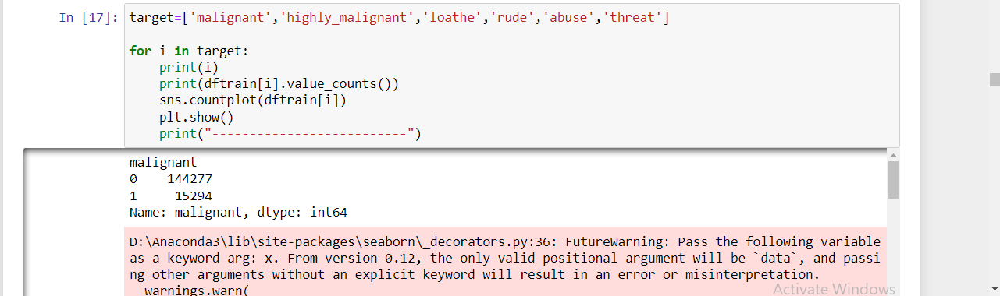 In [17]: target=['malignant','highly_malignant','loathe','rude','abuse','threat']
for i in target:
    print(i)
    print(dftrain[i].value_counts())
    sns.countplot(dftrain[i])
    plt.show()
    print("--------------------------")
malignant
0    144277
1     15294
Name: malignant, dtype: int64
D:\Anaconda3\lib\site-packages\seaborn\_decorators.py:36: FutureWarning: Pass the following variable
as a keyword arg: x. From version 0.12, the only valid positional argument will be `data`, and passi
ng other arguments without an explicit keyword will result in an error or misinterpretation.
  warnings.warn(
Activate Windows